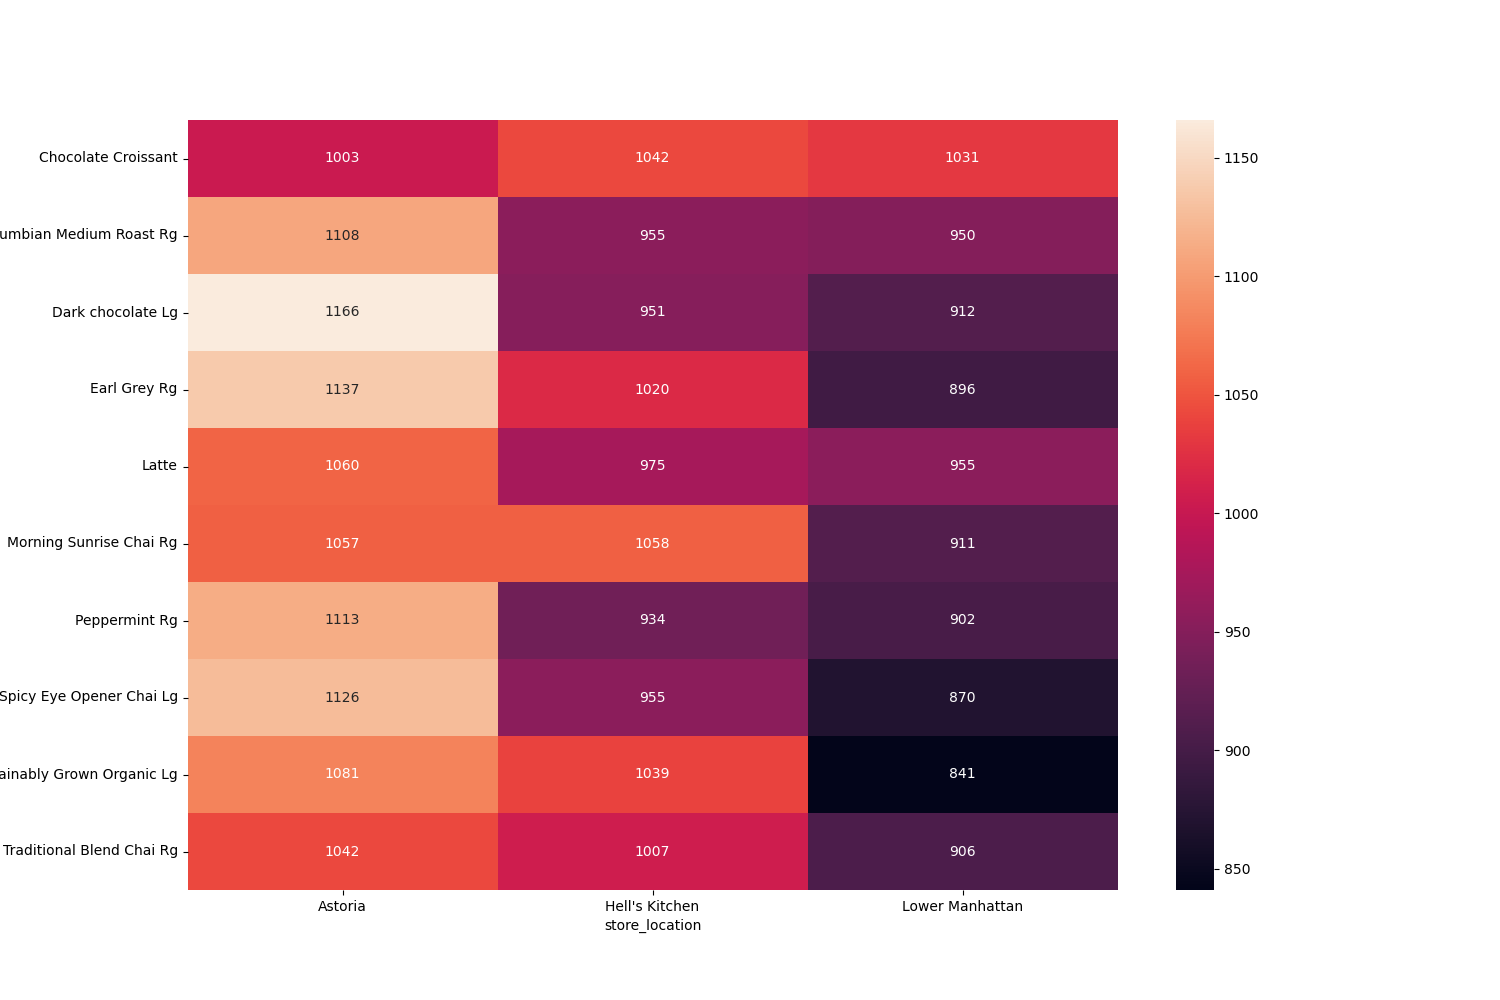 Chocolate Croissant 1003 1042 1031 1150
umbian Medium Roast Rg 1108 955 950
1100
Dark chocolate Lg 1166 951 912
Earl Grey Rg 1137 1020 896
1050
Latte 1060 975 955
1000
Morning Sunrise Chai Rg 1057 1058 911
Peppermint Rg 1113 934 902
950
Spicy Eye Opener Chai Lg 1126 955 870
900
ainably Grown Organic Lg 1081 1039 841
Traditional Blend Chai Rg 1042 1007 906
850
Astoria Hell's Kitchen Lower Manhattan
store_location